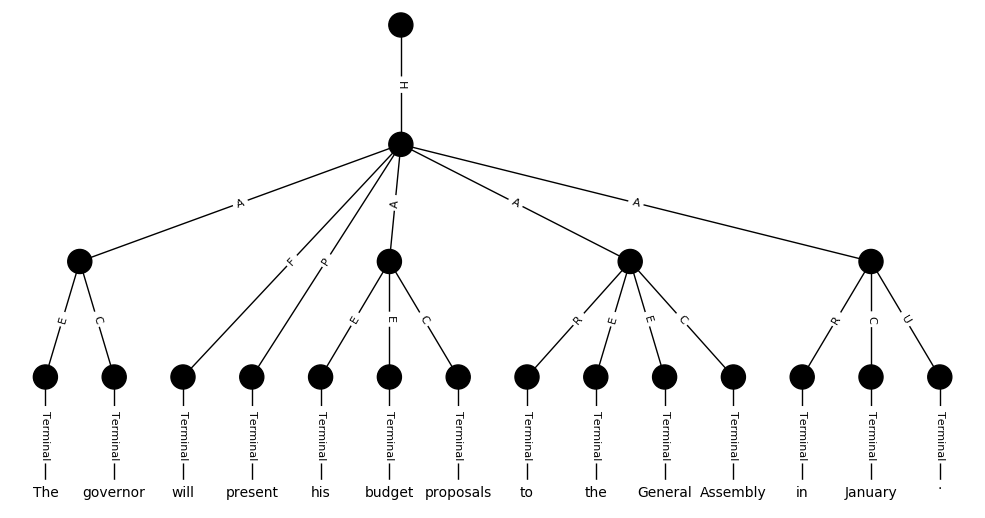 H
A F P A A A
E C E E C R E E C R C U
Terminal Terminal Terminal Terminal Terminal Terminal Terminal Terminal Terminal Terminal Terminal Terminal Terminal Terminal
The governor will present his budget proposals to the General Assembly in January .